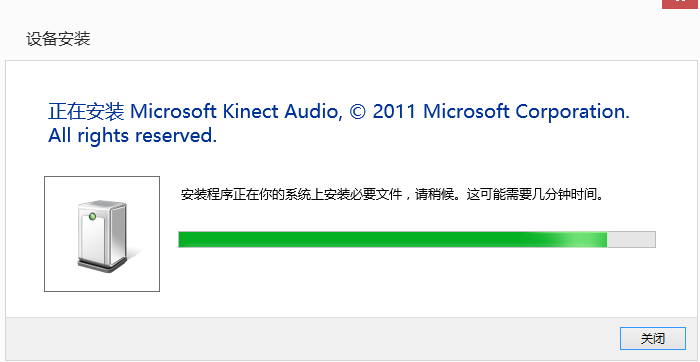 设备安装
正在安装 Microsoft Kinect Audio, © 2011 Microsoft Corporation.
All rights reserved.
安装程序正在你的系统上安装必要文件，请稍候。这可能需要几分钟时间。
关闭